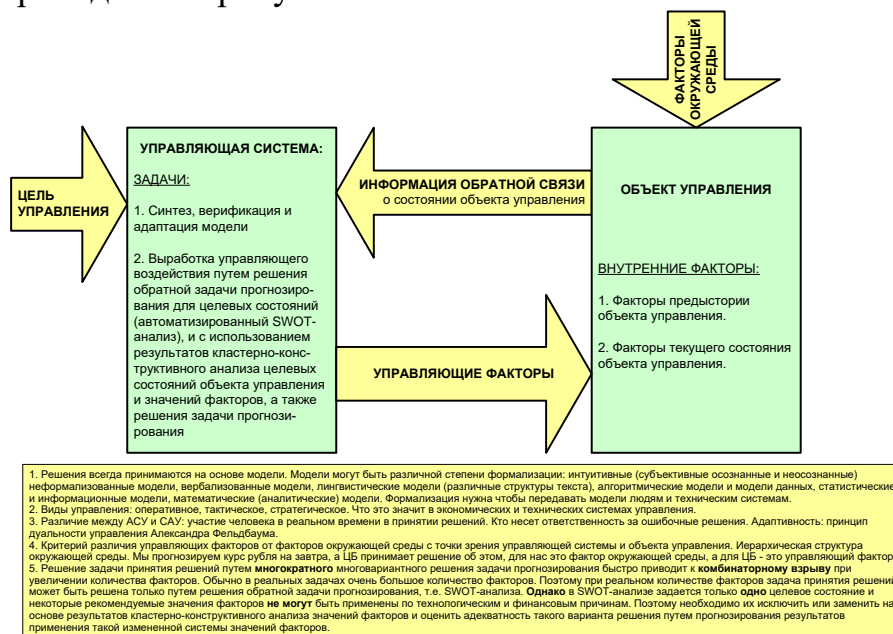 ФАКТОРЫ
ОКРУЖАЮЩЕЙ
СРЕДЫ
ЦЕЛЬ
УПРАВЛЕНИЯ
УПРАВЛЯЮЩАЯ СИСТЕМА:
ЗАДАЧИ:
1. Синтез, верификация и
адаптация модели
2. Выработка управляющего
воздействия путем решения
обратной задачи прогнозиро-
вания для целевых состояний
(автоматизированный SWOT-
анализ), и с использованием
результатов кластерно-конс-
труктивного анализа целевых
состояний объекта управления
и значений факторов, а также
решения задачи прогнози-
рования
ИНФОРМАЦИЯ ОБРАТНОЙ СВЯЗИ
о состоянии объекта управления
УПРАВЛЯЮЩИЕ ФАКТОРЫ
ОБЪЕКТ УПРАВЛЕНИЯ
ВНУТРЕННИЕ ФАКТОРЫ:
1. Факторы предыстории
объекта управления.
2. Факторы текущего состояния
объекта управления.
1. Решения всегда принимаются на основе модели. Модели могут быть различной степени формализации: интуитивные (субъективные осознанные и неосознанные)
неформализованные модели, вербализованные модели, лингвистические модели (различные структуры текста), алгоритмические модели и модели данных, статистические
и информационные модели, математические (аналитические) модели. Формализация нужна чтобы передавать модели людям и техническим системам.
2. Виды управления: оперативное, тактическое, стратегическое. Что это значит в экономических и технических системах управления.
3. Различие между АСУ и САУ: участие человека в реальном времени в принятии решений. Кто несет ответственность за ошибочные решения. Адаптивность: принцип
дуальности управления Александра Фельдбаума.
4. Критерий различия управляющих факторов от факторов окружающей среды с точки зрения управляющей системы и объекта управления. Иерархическая структура
окружающей среды. Мы прогнозируем курс рубля на завтра, а ЦБ принимает решение об этом, для нас это фактор окружающей среды, а для ЦБ - это управляющий фактор
5. Решение задачи принятия решений путем многократного многовариантного решения задачи прогнозирования быстро приводит к комбинаторному взрыву при
увеличении количества факторов. Обычно в реальных задачах очень большое количество факторов. Поэтому при реальном количестве факторов задача принятия решений
может быть решена только путем решения обратной задачи прогнозирования, т.е. SWOT-анализа. Однако в SWOT-анализе задается только одно целевое состояние и
некоторые рекомендуемые значения факторов не могут быть применены по технологическим и финансовым причинам. Поэтому необходимо их исключить или заменить на
основе результатов кластерно-конструктивного анализа значений факторов и оценить адекватность такого варианта решения путем прогнозирования результатов
применения такой измененной системы значений факторов.